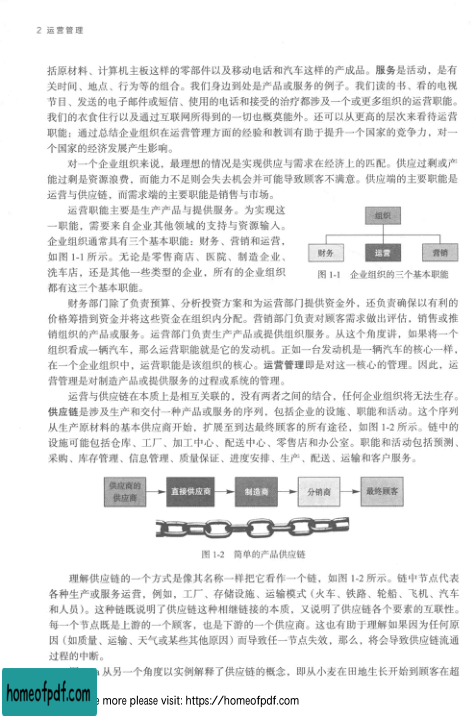 2 运营管理
括原材料、计算机主板这样的零部件以及移动电话和汽车这样的产成品。服务是活动，是有
关时间、地点、行为等的组合。我们身边到处是产品或服务的例子。我们读的书、看的电视
节目、发送的电子邮件或短信、使用的电话和接受的治疗都涉及一个或更多组织的运营职能。
我们的衣食住行以及通过互联网所得到的一切也概莫能外。还可以从更高的层次来看待运营
职能：通过总结企业组织在运营管理方面的经验和教训有助于提升一个国家的竞争力，对一
个国家的经济发展产生影响。
对一个企业组织来说，最理想的情况是实现供应与需求在经济上的匹配。供应过剩或产
能过剩是资源浪费，而能力不足则会失去机会并可能导致顾客不满意。供应端的主要职能是
运营与供应链，而需求端的主要职能是销售与市场。
运营职能主要是生产产品与提供服务。为实现这
一职能，需要来自企业其他领域的支持与资源输入。
企业组织通常具有三个基本职能：财务、营销和运营，
如图 1-1 所示。无论是零售商店、医院、制造企业、
洗车店，还是其他一些类型的企业，所有的企业组织
都有这三个基本职能。
组织
财务
运营
营销
图 1-1 企业组织的三个基本职能
财务部门除了负责预算、分析投资方案和为运营部门提供资金外，还负责确保以有利的
价格筹措到资金并将这些资金在组织内分配。营销部门负责对顾客需求做出评估，销售或推
销组织的产品或服务。运营部门负责生产产品或提供组织服务。从这个角度讲，如果将一个
组织看成一辆汽车，那么运营职能就是它的发动机。正如一台发动机是一辆汽车的核心一样，
在一个企业组织中，运营职能是该组织的核心。运营管理即是对这一核心的管理。因此，运
营管理是对制造产品或提供服务的过程或系统的管理。
运营与供应链在本质上是相互关联的，没有两者之间的结合，任何企业组织将无法生存。
供应链是涉及生产和交付一种产品或服务的序列，包括企业的设施、职能和活动。这个序列
从生产原材料的基本供应商开始，扩展至到达最终顾客的所有途径，如图 1-2 所示。链中的
设施可能包括仓库、工厂、加工中心、配送中心、零售店和办公室。职能和活动包括预测、
采购、库存管理、信息管理、质量保证、进度安排、生产、配送、运输和客户服务。
供应商的
供应商
直接供应商
制造商
分销商
最终顾客
图 1-2 简单的产品供应链
理解供应链的一个方式是像其名称一样把它看作一个链，如图 1-2 所示。链中节点代表
各种生产或服务运营，例如，工厂、存储设施、运输模式（火车、铁路、轮船、飞机、汽车
和人员）。这种链既说明了供应链这种相继链接的本质，又说明了供应链各个要素的互联性。
每一个节点既是上游的一个顾客，也是下游的一个供应商。这也有助于理解如果因为任何原
因（如质量、运输、天气或某些其他原因）而导致任一节点失效，那么，将会导致供应链流通
过程的中断。
从另一个角度以实例解释了供应链的概念，即从小麦在田地生长开始到顾客在超
homeofpdf.com
more please visit: https://homeofpdf.com